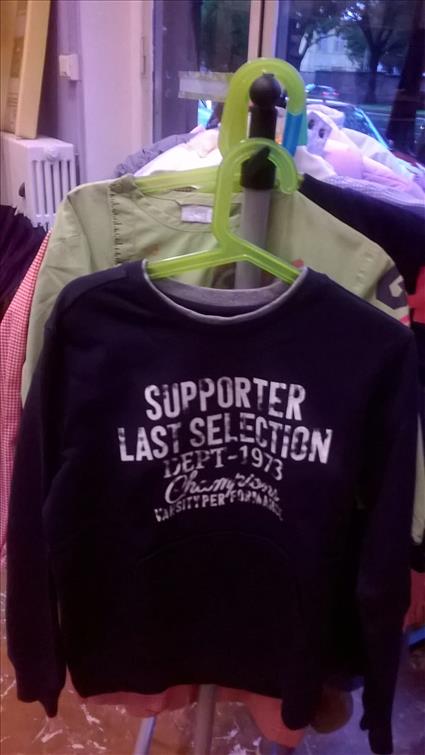 SUPPORTER
LAST SELECTION
DEPT-1973
Champions
VARSITY PERFORMANCE